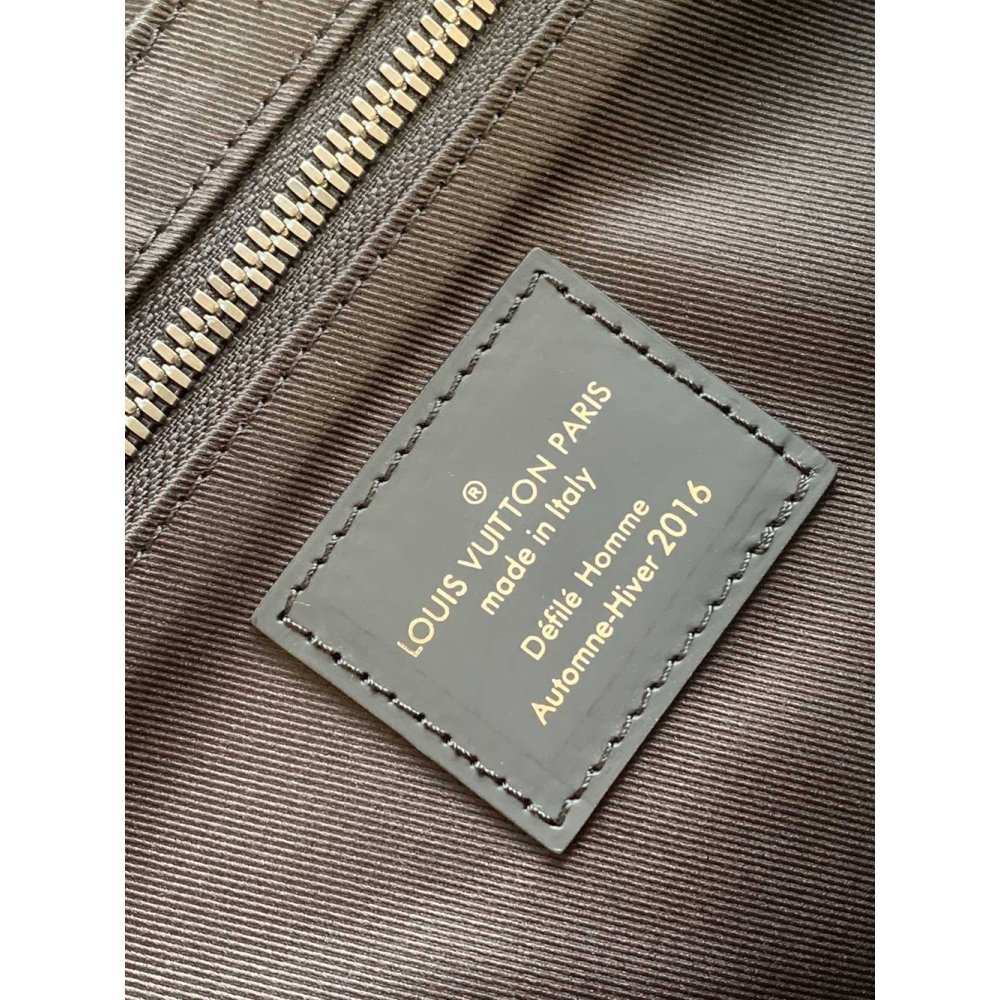 ®
LOUIS VUITTON PARIS
made in Italy
Défilé Homme
Automne-Hiver 2016